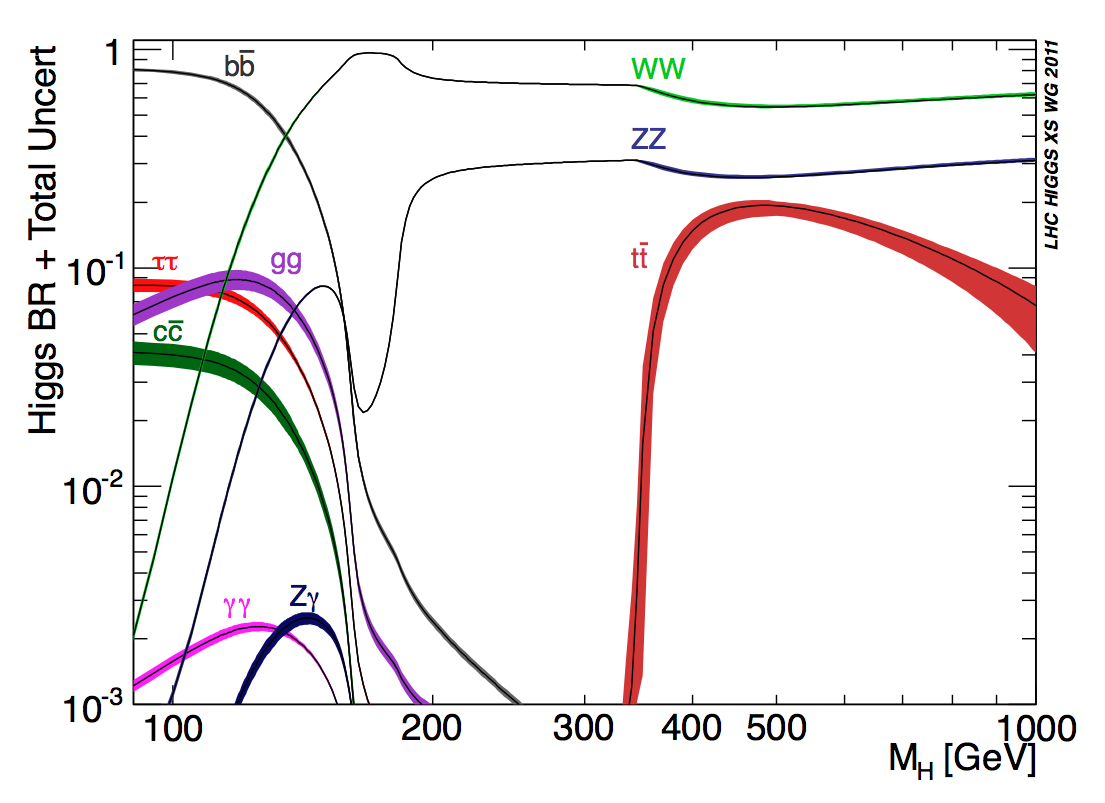 Higgs BR + Total Uncert
1
10⁻¹
10⁻²
10⁻³
bb̅
WW
ZZ
ττ
gg
tt̅
cc̅
γγ
Zγ
100
200
300
400
500
1000
M_H [GeV]
LHC HIGGS XS WG 2011